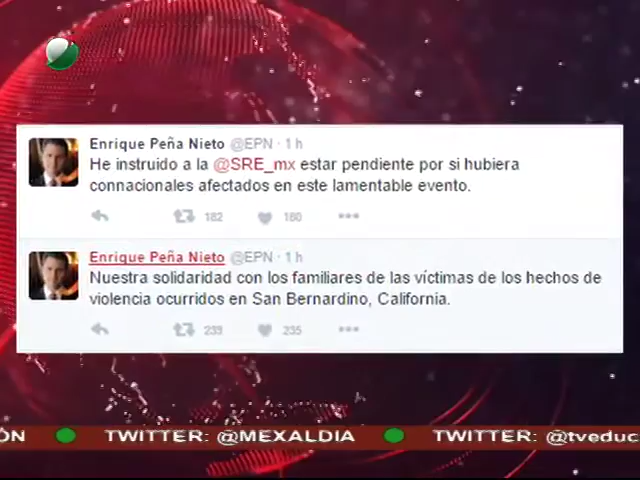 Enrique Peña Nieto @EPN · 1 h
He instruido a la @SRE_mx estar pendiente por si hubiera
connacionales afectados en este lamentable evento.
182 160
Enrique Peña Nieto @EPN · 1 h
Nuestra solidaridad con los familiares de las víctimas de los hechos de
violencia ocurridos en San Bernardino, California.
233 235
ÓN TWITTER: @MEXALDIA TWITTER: @tveduc